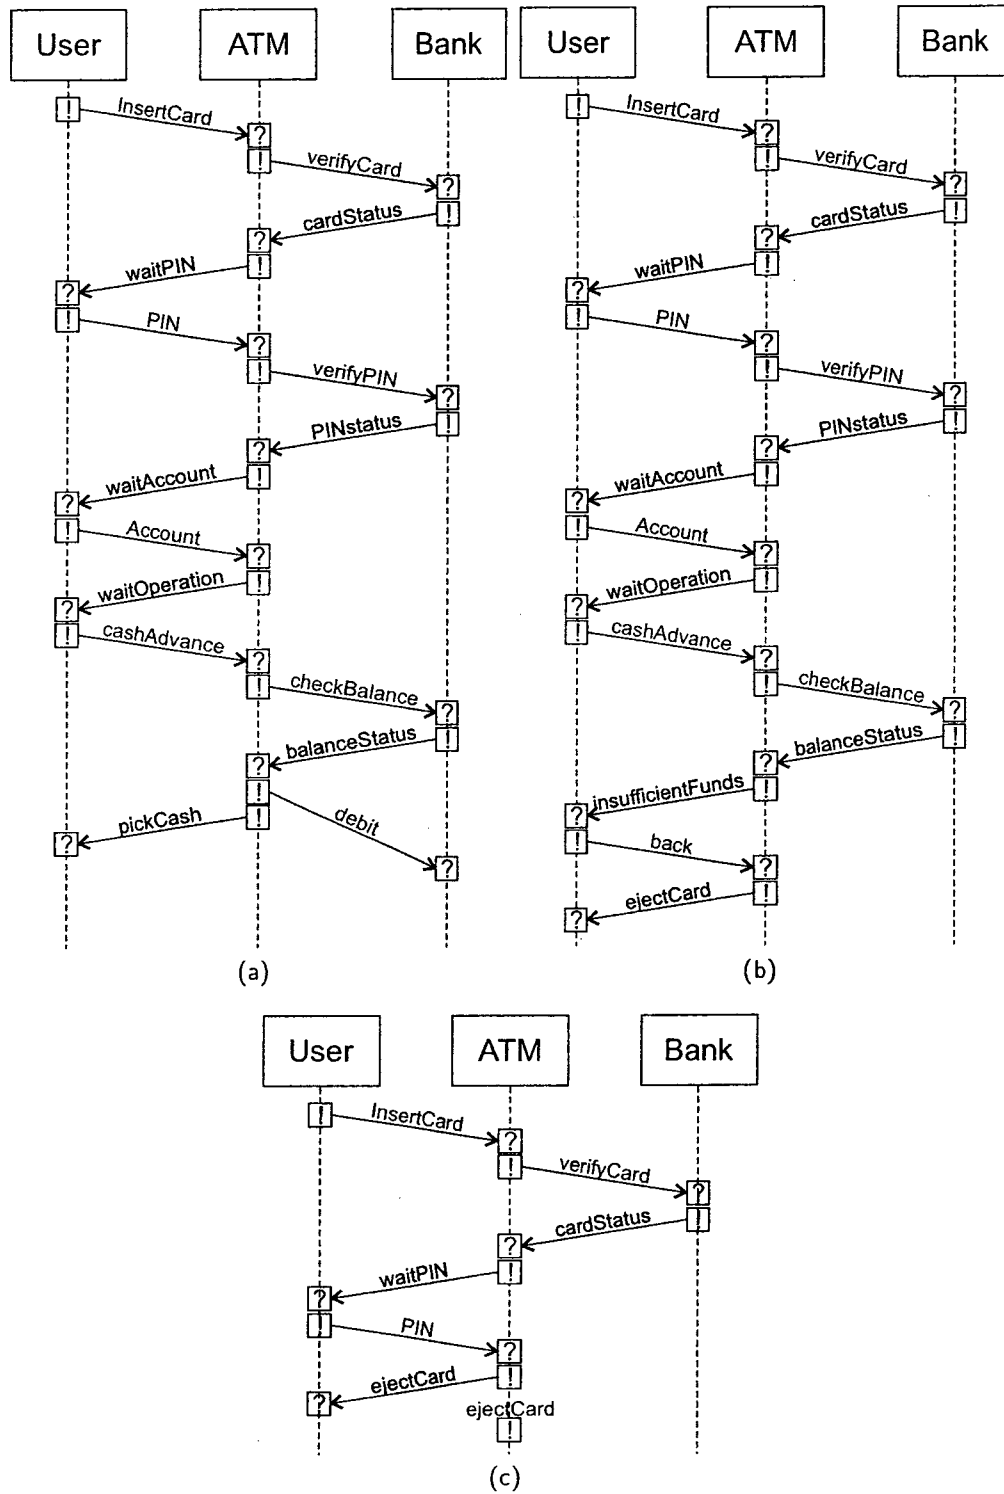 User ATM Bank
InsertCard
?
verifyCard
?
cardStatus
?
waitPIN
?
PIN
?
verifyPIN
?
PINstatus
?
waitAccount
?
Account
?
waitOperation
?
cashAdvance
?
checkBalance
?
balanceStatus
?
debit
pickCash
?
?
(a)
User ATM Bank
!
InsertCard
?
!
verifyCard
?
!
cardStatus
?
!
waitPIN
?
!
PIN
?
!
verifyPIN
?
!
PINstatus
?
!
waitAccount
?
!
Account
?
!
waitOperation
?
!
cashAdvance
?
!
checkBalance
?
!
balanceStatus
?
!
insufficientFunds
?
!
back
?
!
ejectCard
?
(b)
User ATM Bank
!
InsertCard
?
!
verifyCard
?
!
cardStatus
?
!
waitPIN
?
!
PIN
?
!
ejectCard
?
ejectCard
!
(c)